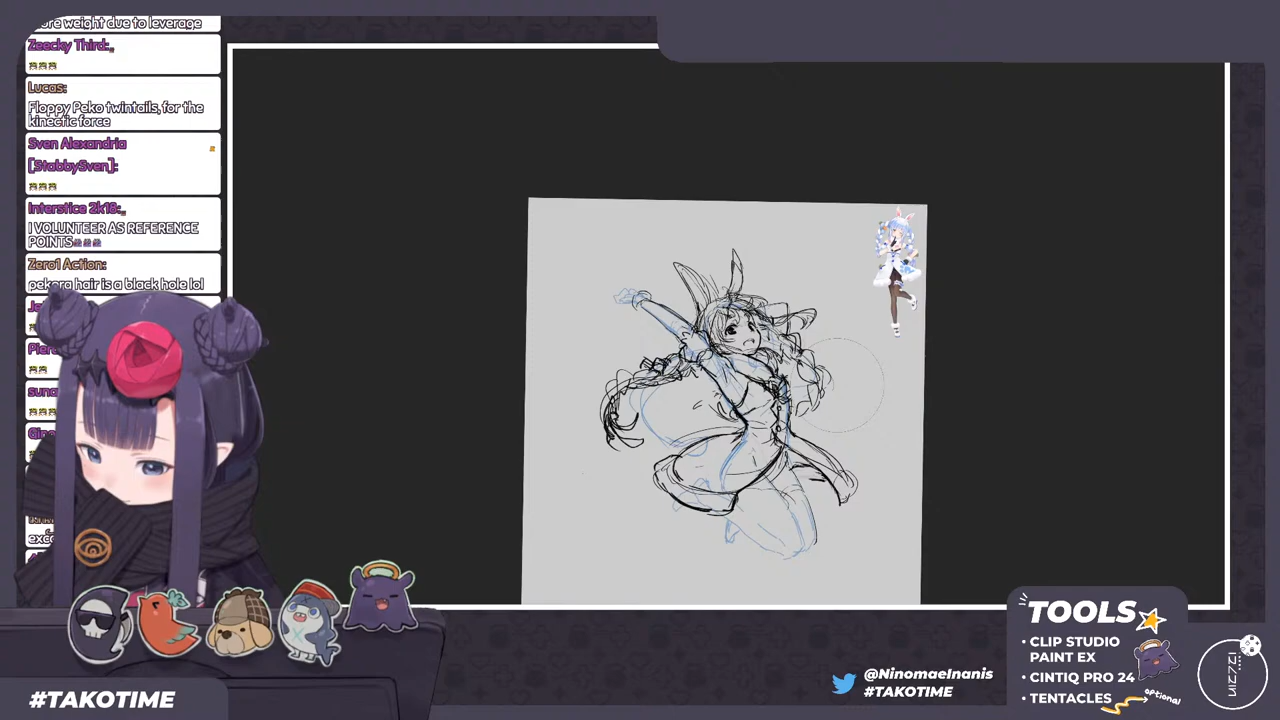 ore weight due to leverage
Zeecky Third:
Lucas:
Floppy Peko twintails, for the
kinectic force
Sven Alexandria
[StabbySven]:
Interstice 2k18:
I VOLUNTEER AS REFERENCE
POINTS
Zero1 Action:
pekora hair is a black hole lol
#TAKOTIME
@NinomaeInanis
#TAKOTIME
TOOLS
• CLIP STUDIO
PAINT EX
• CINTIQ PRO 24
• TENTACLES
optional